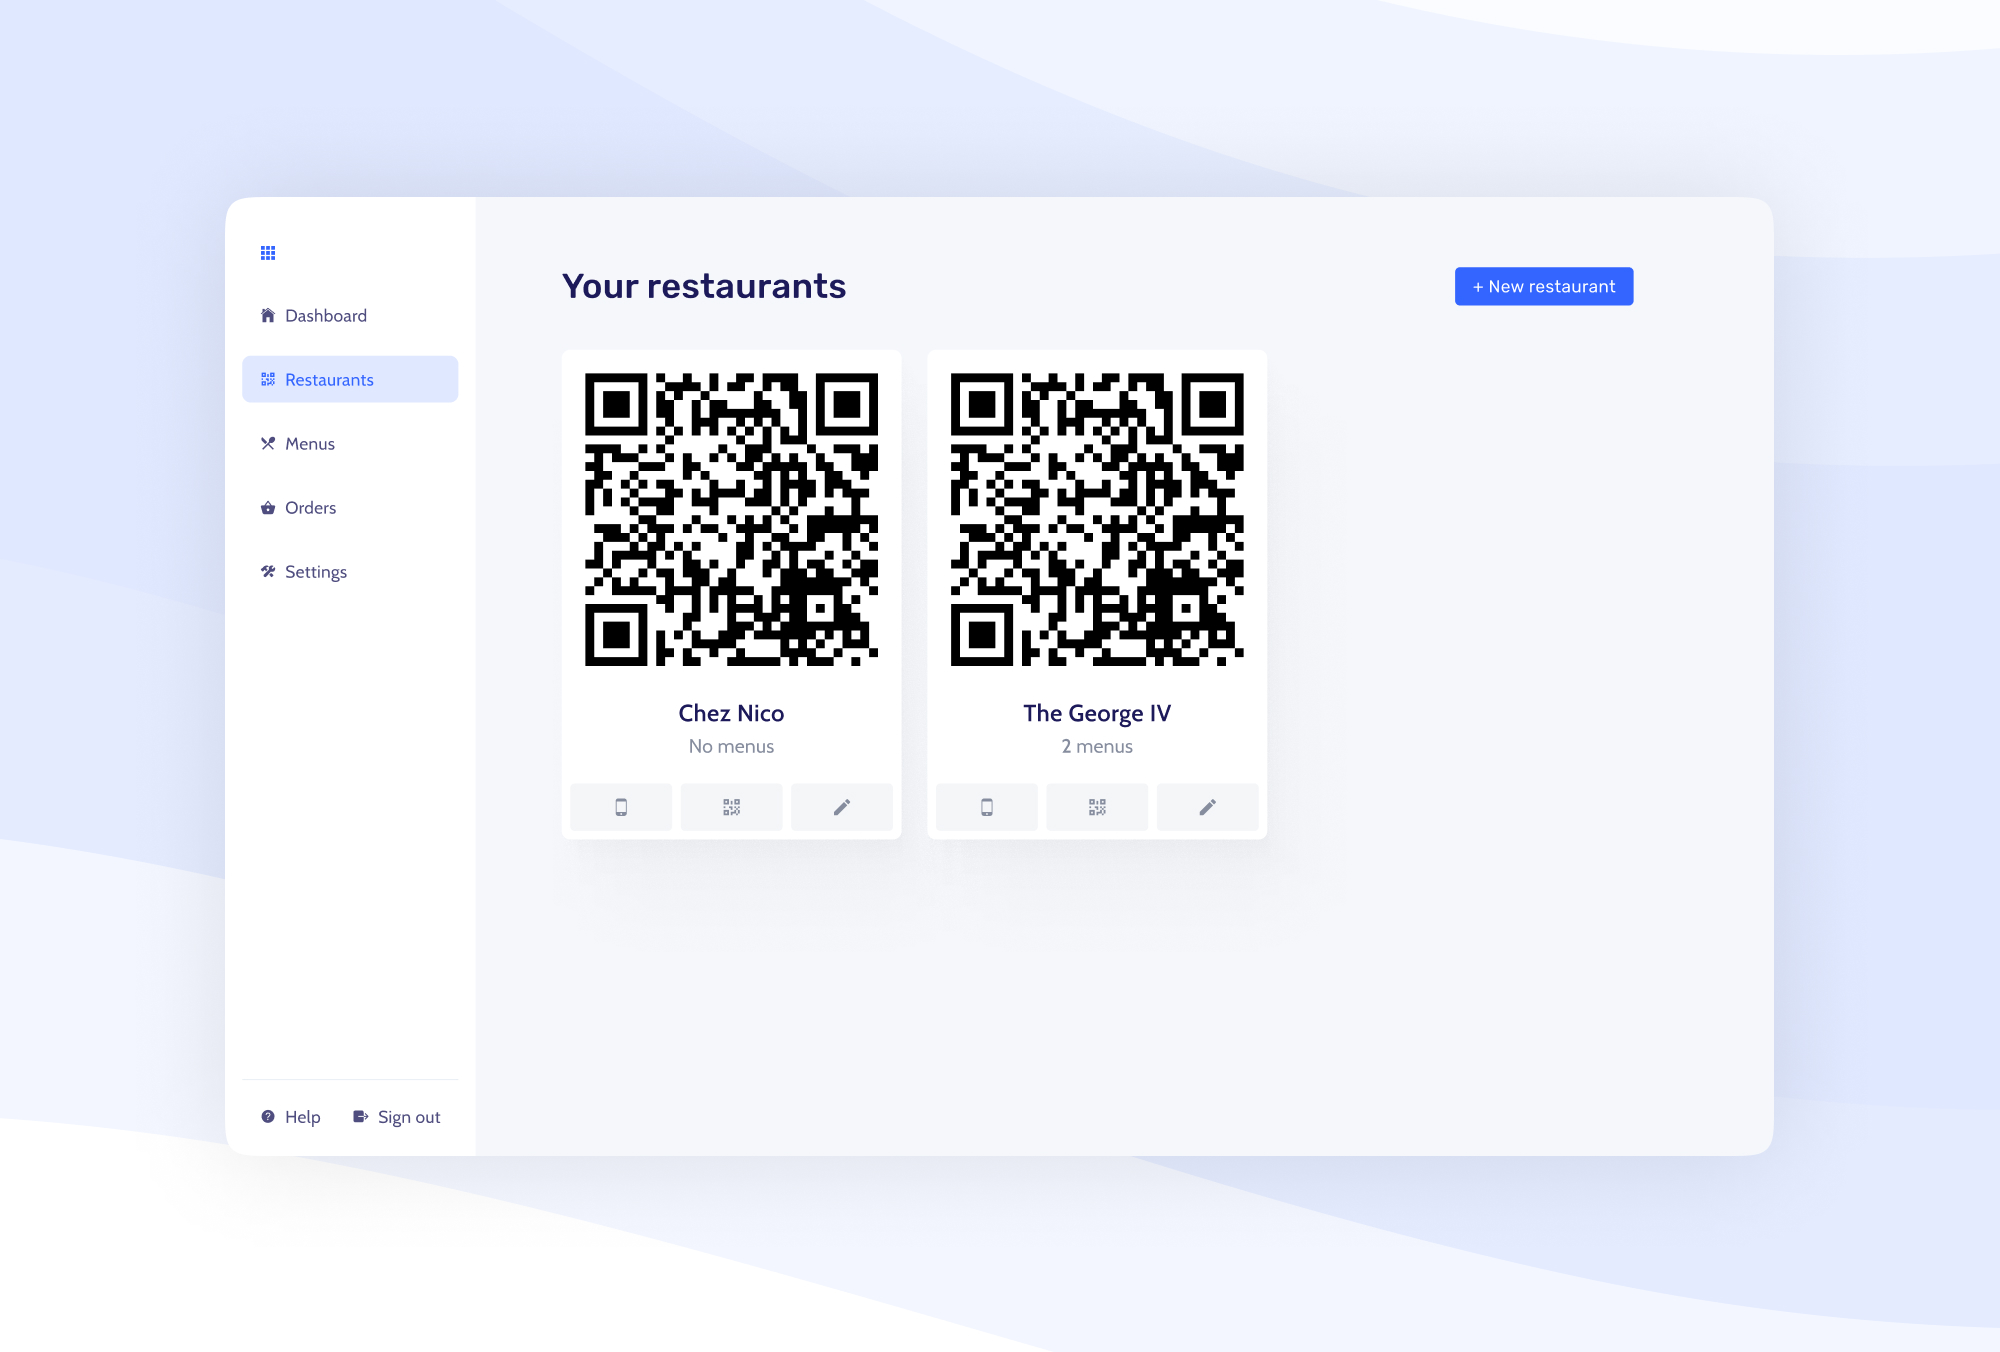 Dashboard
Restaurants
Menus
Orders
Settings
Help
Sign out
Your restaurants
+ New restaurant
Chez Nico
No menus
The George IV
2 menus